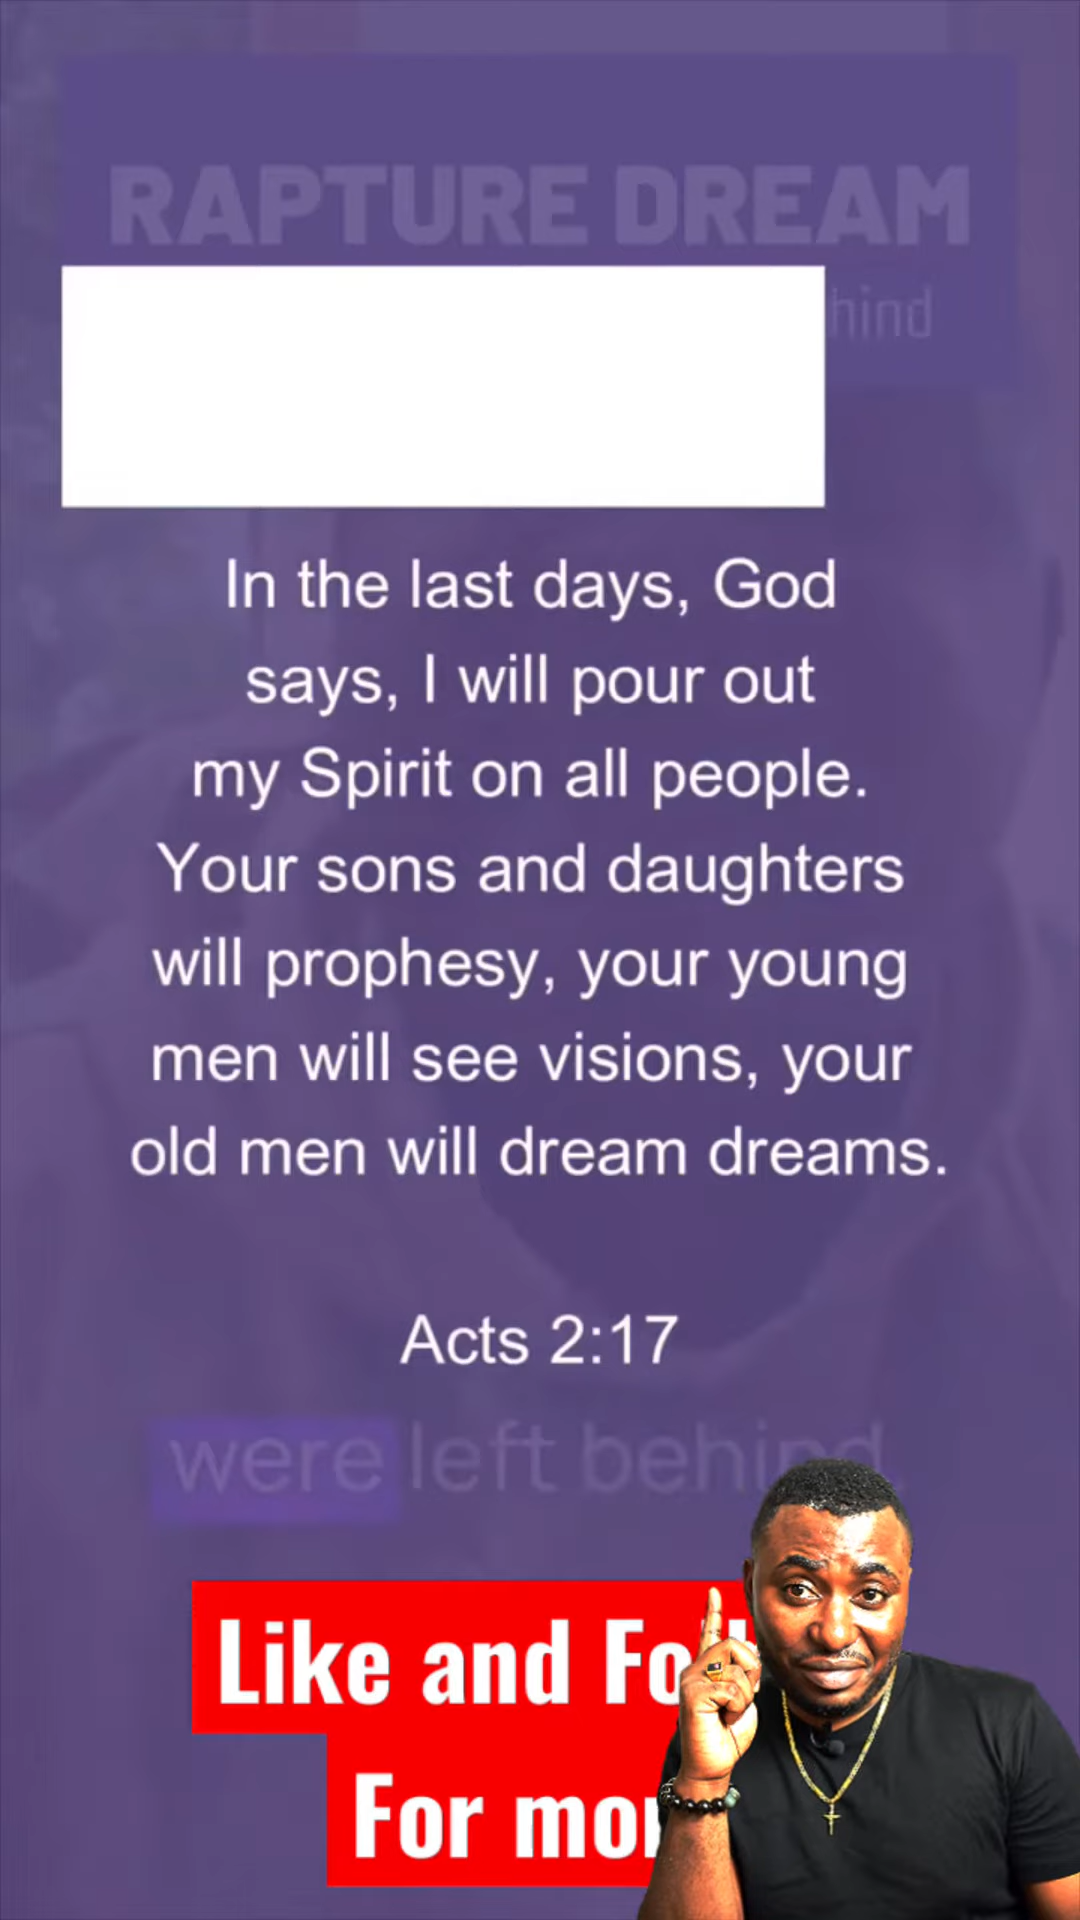 RAPTURE DREAM
hind
In the last days, God
says, I will pour out
my Spirit on all people.
Your sons and daughters
will prophesy, your young
men will see visions, your
old men will dream dreams.
Acts 2:17
were left behind.
Like and Fo
For mor